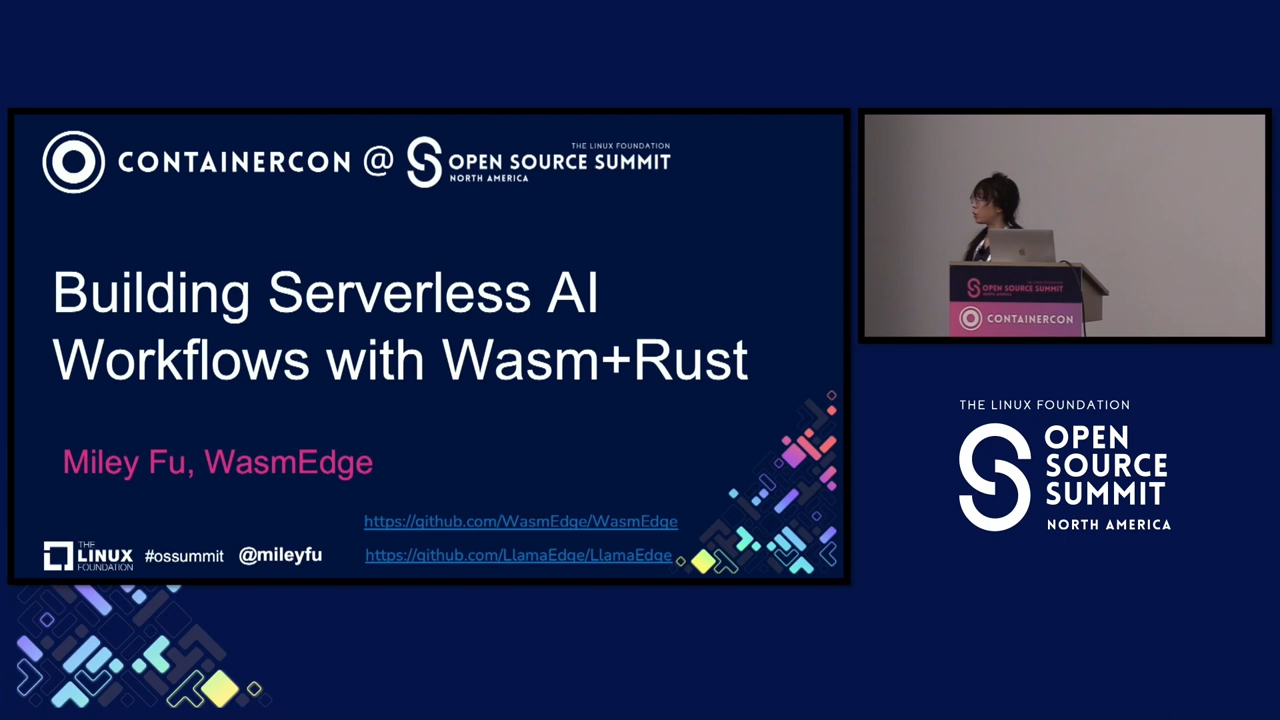 CONTAINERCON @
THE LINUX FOUNDATION
OPEN SOURCE SUMMIT
NORTH AMERICA
Building Serverless AI
Workflows with Wasm+Rust
Miley Fu, WasmEdge
https://github.com/WasmEdge/WasmEdge
https://github.com/LlamaEdge/LlamaEdge
THE
LINUX
FOUNDATION
#ossummit
@mileyfu
OPEN SOURCE SUMMIT
CONTAINERCON
THE LINUX FOUNDATION
OPEN
SOURCE
SUMMIT
NORTH AMERICA